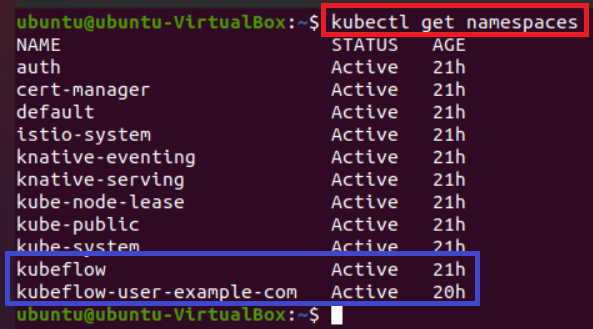 ubuntu@ubuntu-VirtualBox:~$ kubectl get namespaces
NAME STATUS AGE
auth Active 21h
cert-manager Active 21h
default Active 21h
istio-system Active 21h
knative-eventing Active 21h
knative-serving Active 21h
kube-node-lease Active 21h
kube-public Active 21h
kube-system Active 21h
kubeflow Active 21h
kubeflow-user-example-com Active 20h
ubuntu@ubuntu-VirtualBox:~$